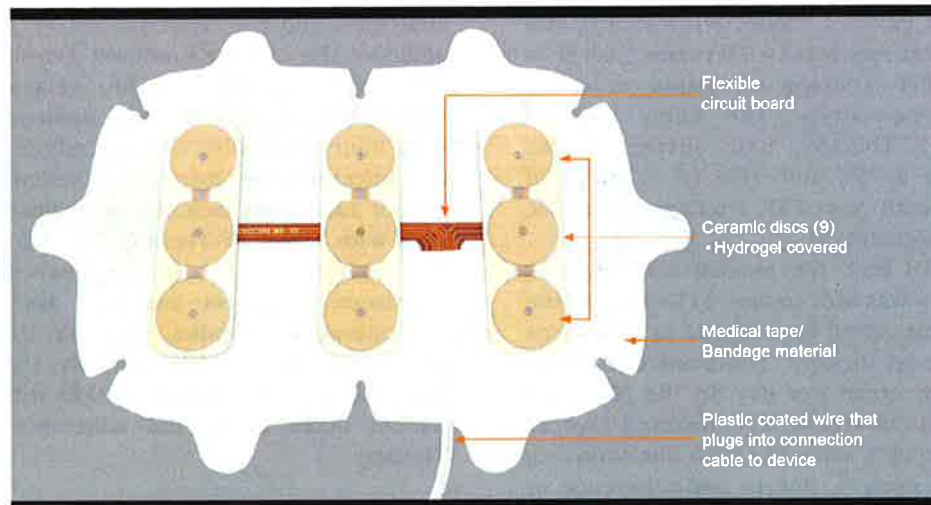 Flexible
circuit board
Ceramic discs (9)
• Hydrogel covered
Medical tape/
Bandage material
Plastic coated wire that
plugs into connection
cable to device